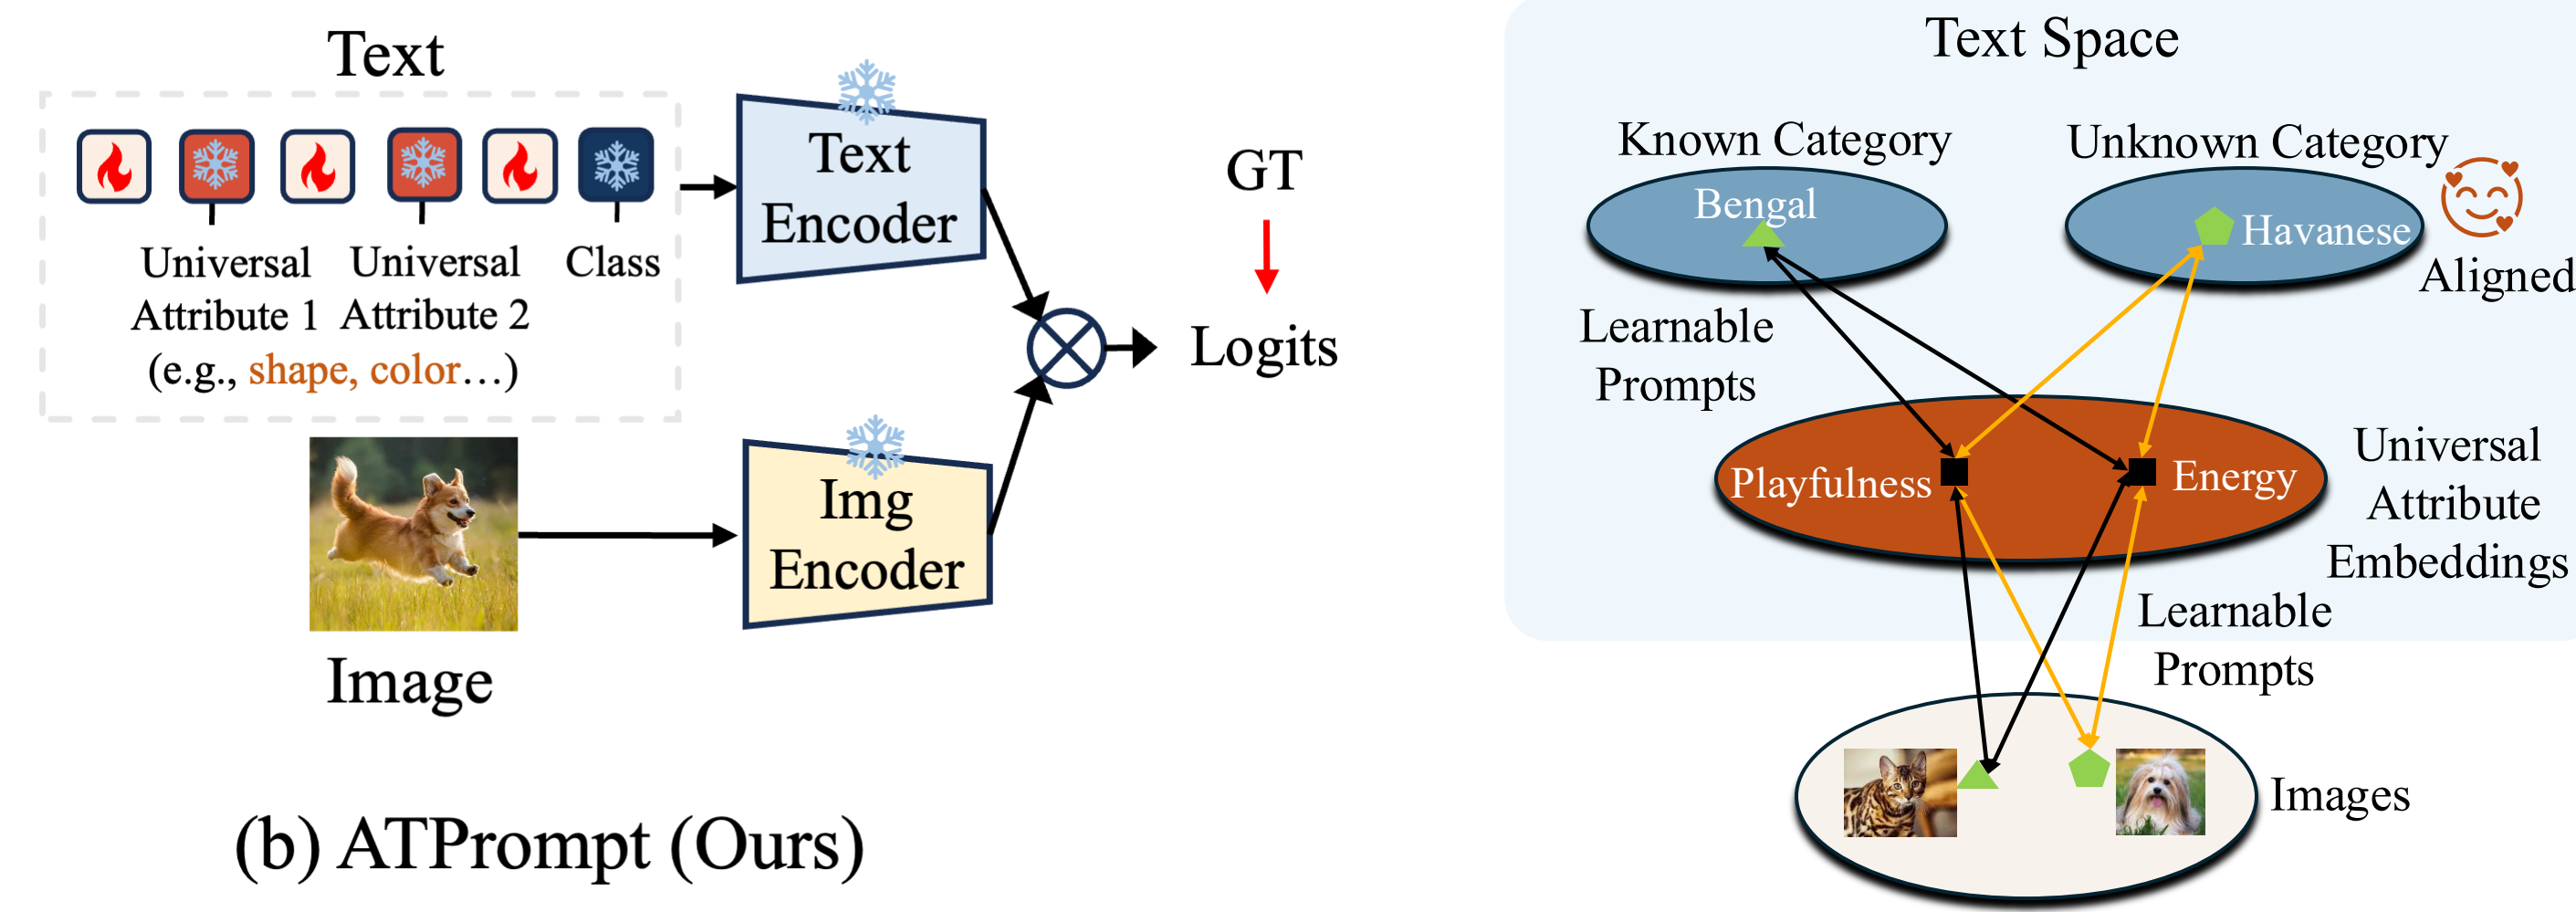 Text
Universal
Attribute 1
Universal
Attribute 2
Class
(e.g., shape, color...)
Text
Encoder
GT
Logits
Img
Encoder
Image
(b) ATPrompt (Ours)
Text Space
Known Category
Unknown Category
Bengal
Havanese
Aligned
Learnable
Prompts
Playfulness
Energy
Universal
Attribute
Embeddings
Learnable
Prompts
Images